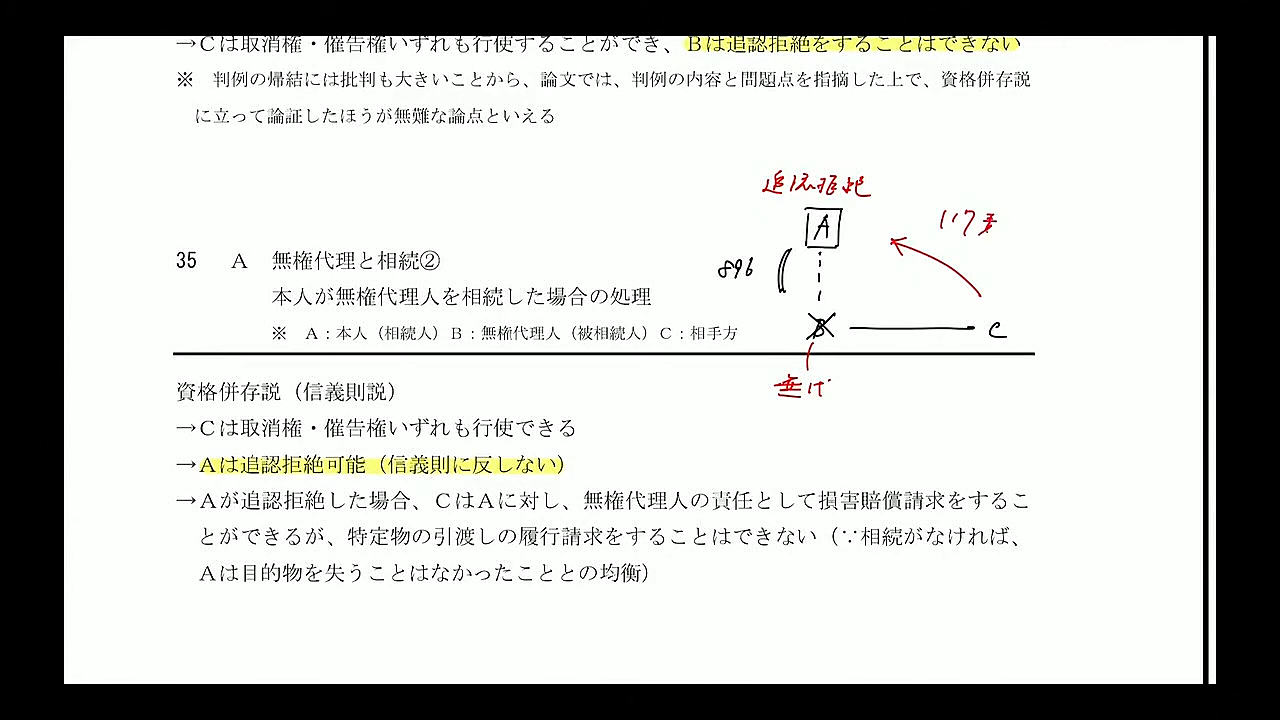 →Ｃは取消権・催告権いずれも行使することができ、Ｂは追認拒絶をすることはできない
※　判例の帰結には批判も大きいことから、論文では、判例の内容と問題点を指摘した上で、資格併存説
に立って論証したほうが無難な論点といえる
追認拒絶
A
117責
896
35　Ａ　無権代理と相続②
本人が無権代理人を相続した場合の処理
※　Ａ：本人（相続人）Ｂ：無権代理人（被相続人）Ｃ：相手方
B
C
無代
資格併存説（信義則説）
→Ｃは取消権・催告権いずれも行使できる
→Ａは追認拒絶可能（信義則に反しない）
→Ａが追認拒絶した場合、ＣはＡに対し、無権代理人の責任として損害賠償請求をするこ
とができるが、特定物の引渡しの履行請求をすることはできない（∵相続がなければ、
Ａは目的物を失うことはなかったこととの均衡）